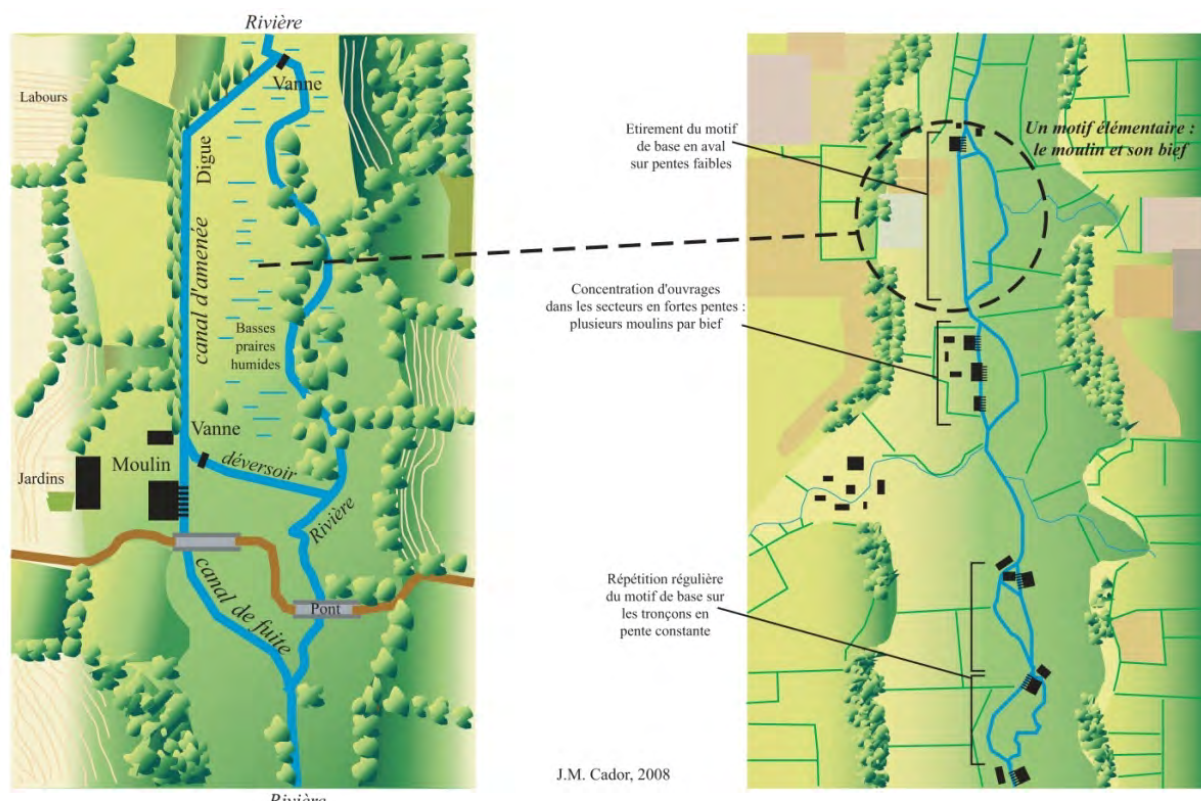 Rivière
Vanne
Labours
Digue
canal d'amenée
Basses
praires
humides
Vanne
déversoir
Moulin
Jardins
Rivière
canal de fuite
Pont
Rivière
Etirement du motif
de base en aval
sur pentes faibles
Un motif élémentaire :
le moulin et son bief
Concentration d'ouvrages
dans les secteurs en fortes pentes :
plusieurs moulins par bief
Répétition régulière
du motif de base sur
les tronçons en
pente constante
J.M. Cador, 2008